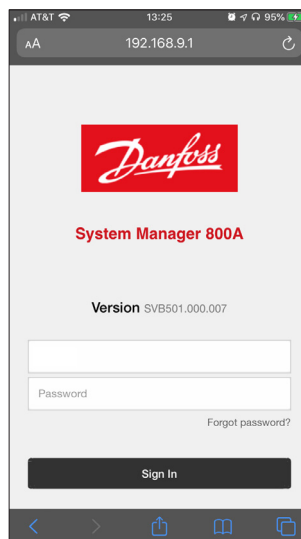 AT&T 13:25 95%
AA 192.168.9.1
Danfoss
System Manager 800A
Version SVB501.000.007
Password
Forgot password?
Sign In